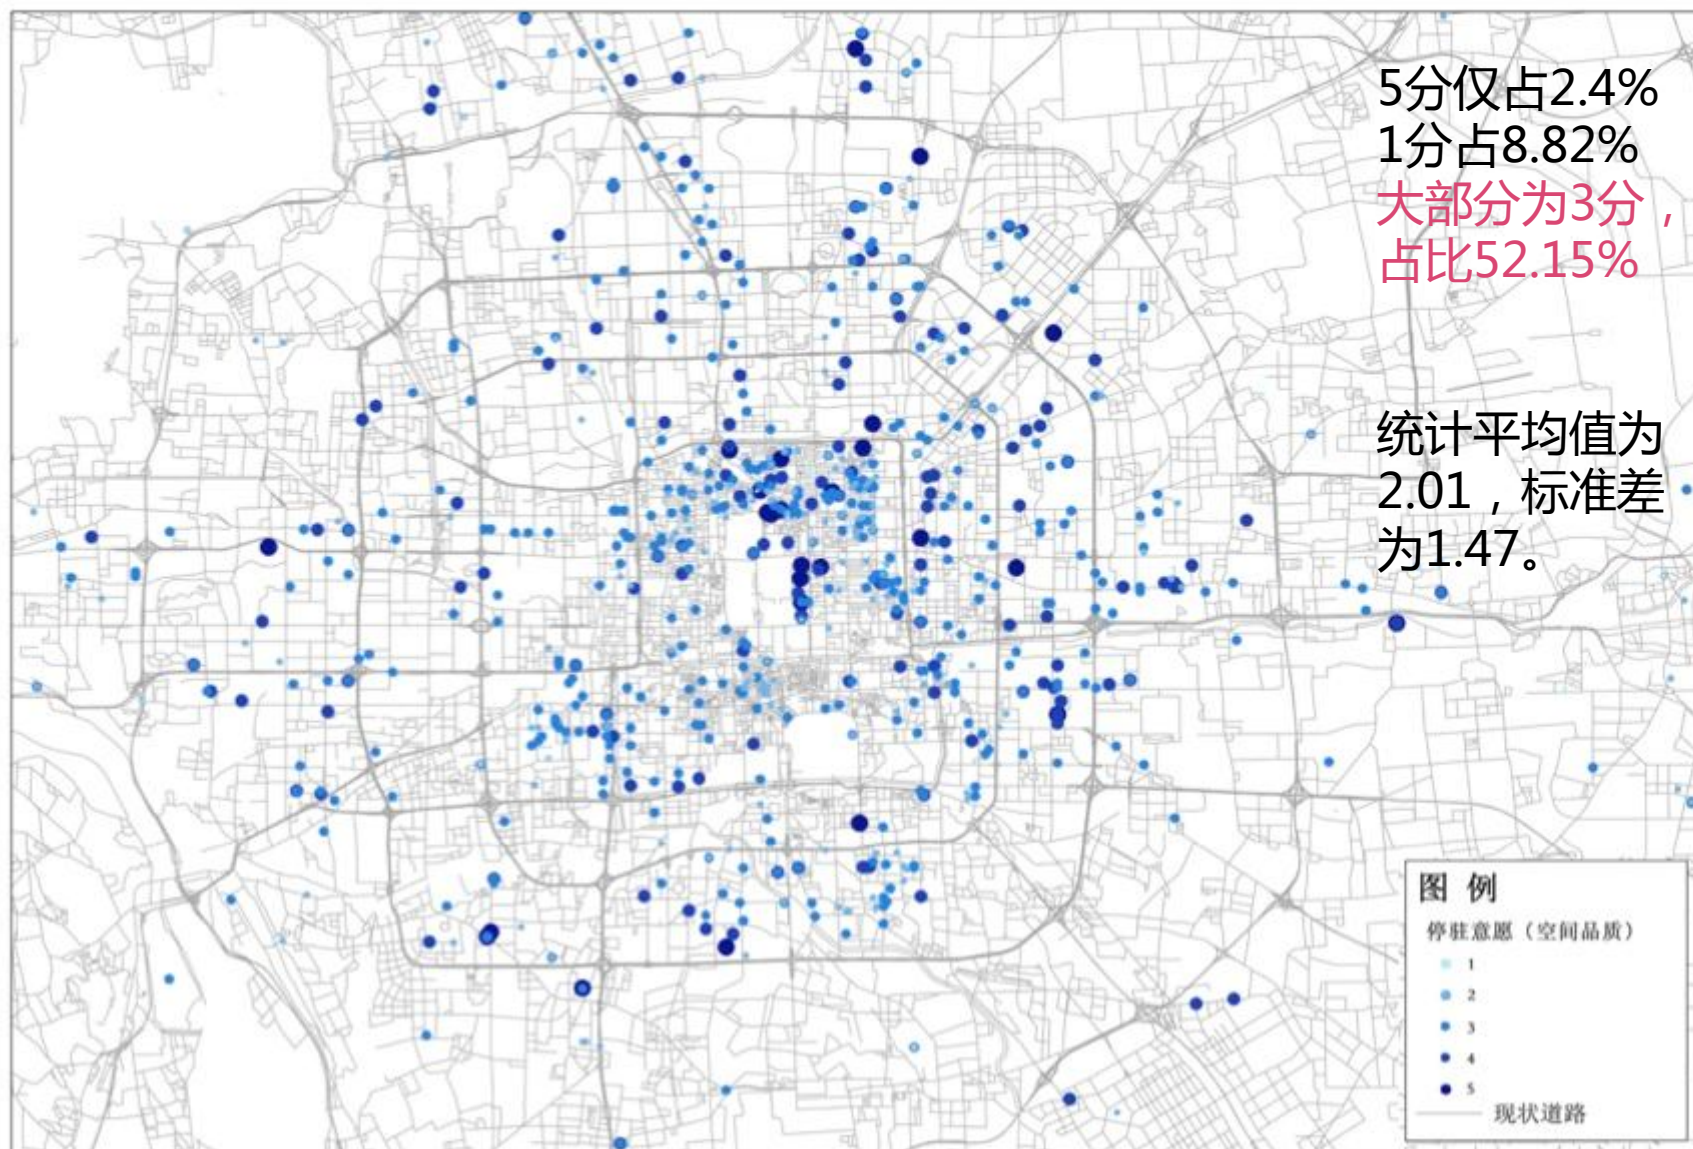 5分仅占2.4%
1分占8.82%
大部分为3分，
占比52.15%
统计平均值为
2.01，标准差
为1.47。
图 例
停驻意愿（空间品质）
1
2
3
4
5
现状道路